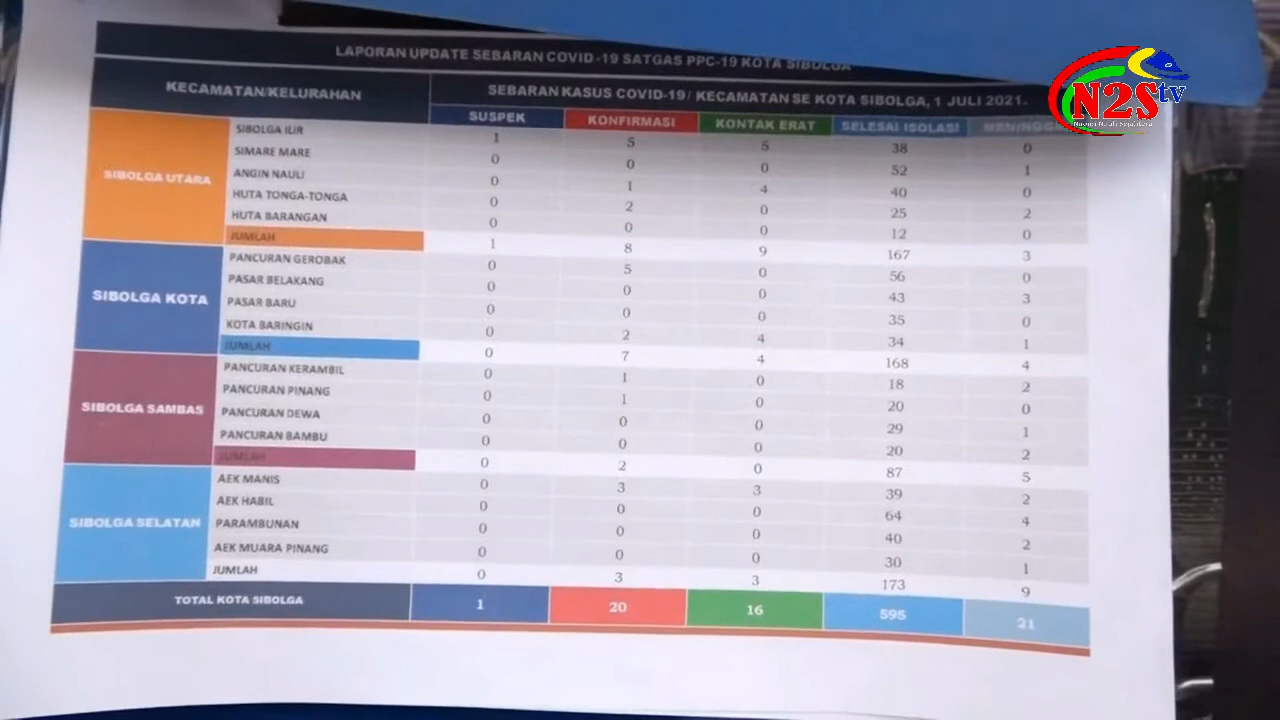 LAPORAN UPDATE SEBARAN COVID-19 SATGAS PPC-19 KOTA SIBOLGA
N2S tv
KECAMATAN/KELURAHAN
SEBARAN KASUS COVID-19/ KECAMATAN SE KOTA SIBOLGA, 1 JULI 2021.
SUSPEK KONFIRMASI KONTAK ERAT SELESAI ISOLASI
SIBOLGA UTARA
SIBOLGA ILIR 1 5 5 38 0
SIMARE MARE 0 0 0 52 1
ANGIN NAULI 0 1 4 40 0
HUTA TONGA-TONGA 0 2 0 25 2
HUTA BARANGAN 0 0 0 12 0
JUMLAH 1 8 9 167 3
SIBOLGA KOTA
PANCURAN GEROBAK 0 5 0 56 0
PASAR BELAKANG 0 0 0 43 3
PASAR BARU 0 0 0 35 0
KOTA BARINGIN 0 2 4 34 1
JUMLAH 0 7 4 168 4
SIBOLGA SAMBAS
PANCURAN KERAMBIL 0 1 0 18 2
PANCURAN PINANG 0 1 0 20 0
PANCURAN DEWA 0 0 0 29 1
PANCURAN BAMBU 0 0 0 20 2
JUMLAH 0 2 0 87 5
SIBOLGA SELATAN
AEK MANIS 0 3 3 39 2
AEK HABIL 0 0 0 64 4
PARAMBUNAN 0 0 0 40 2
AEK MUARA PINANG 0 0 0 30 1
JUMLAH 0 3 3 173 9
TOTAL KOTA SIBOLGA 1 20 16 595 21